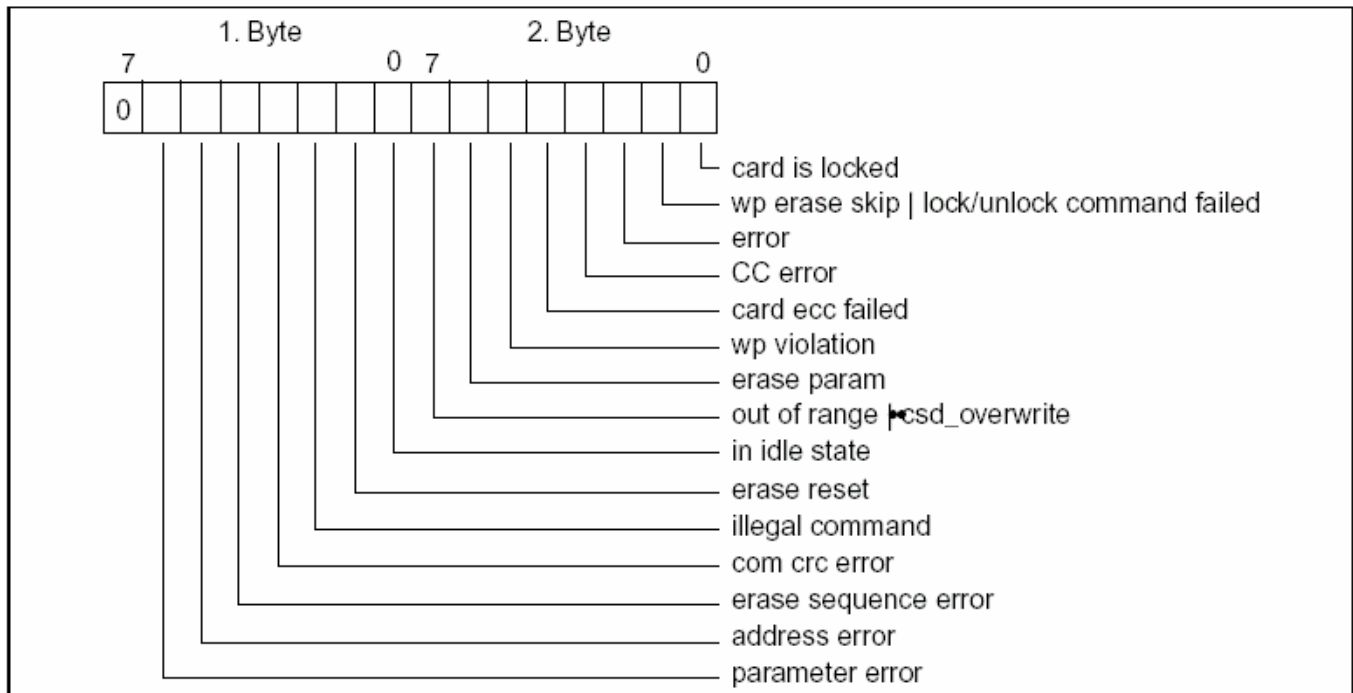 1. Byte 2. Byte
7 0 7 0
0
card is locked
wp erase skip | lock/unlock command failed
error
CC error
card ecc failed
wp violation
erase param
out of range | csd_overwrite
in idle state
erase reset
illegal command
com crc error
erase sequence error
address error
parameter error